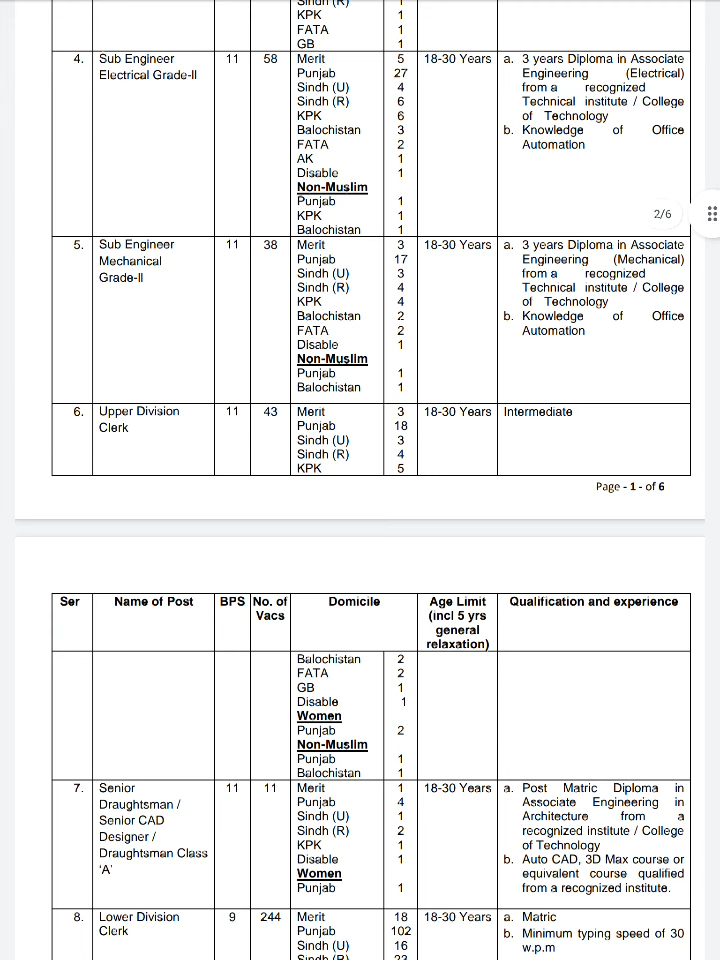 Sindh (R) 1
KPK 1
FATA 1
GB 1
4. Sub Engineer 11 58 Merit 5 18-30 Years a. 3 years Diploma in Associate
Electrical Grade-II Punjab 27 Engineering (Electrical)
Sindh (U) 4 from a recognized
Sindh (R) 6 Technical institute / College
KPK 6 of Technology
Balochistan 3 b. Knowledge of Office
FATA 2 Automation
AK 1
Disable 1
Non-Muslim
Punjab 1
2/6
KPK 1
Balochistan 1
5. Sub Engineer 11 38 Merit 3 18-30 Years a. 3 years Diploma in Associate
Mechanical Punjab 17 Engineering (Mechanical)
Grade-II Sindh (U) 3 from a recognized
Sindh (R) 4 Technical institute / College
KPK 4 of Technology
Balochistan 2 b. Knowledge of Office
FATA 2 Automation
Disable 1
Non-Muslim
Punjab 1
Balochistan 1
6. Upper Division 11 43 Merit 3 18-30 Years Intermediate
Clerk Punjab 18
Sindh (U) 3
Sindh (R) 4
KPK 5
Page - 1 - of 6
Ser Name of Post BPS No. of Domicile Age Limit Qualification and experience
Vacs (incl 5 yrs
general
relaxation)
Balochistan 2
FATA 2
GB 1
Disable 1
Women
Punjab 2
Non-Muslim
Punjab 1
Balochistan 1
7. Senior 11 11 Merit 1 18-30 Years a. Post Matric Diploma in
Draughtsman / Punjab 4 Associate Engineering in
Senior CAD Sindh (U) 1 Architecture from a
Designer / Sindh (R) 2 recognized institute / College
Draughtsman Class KPK 1 of Technology
'A' Disable 1 b. Auto CAD, 3D Max course or
Women equivalent course qualified
Punjab 1 from a recognized institute.
8. Lower Division 9 244 Merit 18 18-30 Years a. Matric
Clerk Punjab 102 b. Minimum typing speed of 30
Sindh (U) 16 w.p.m
Sindh (R) 23